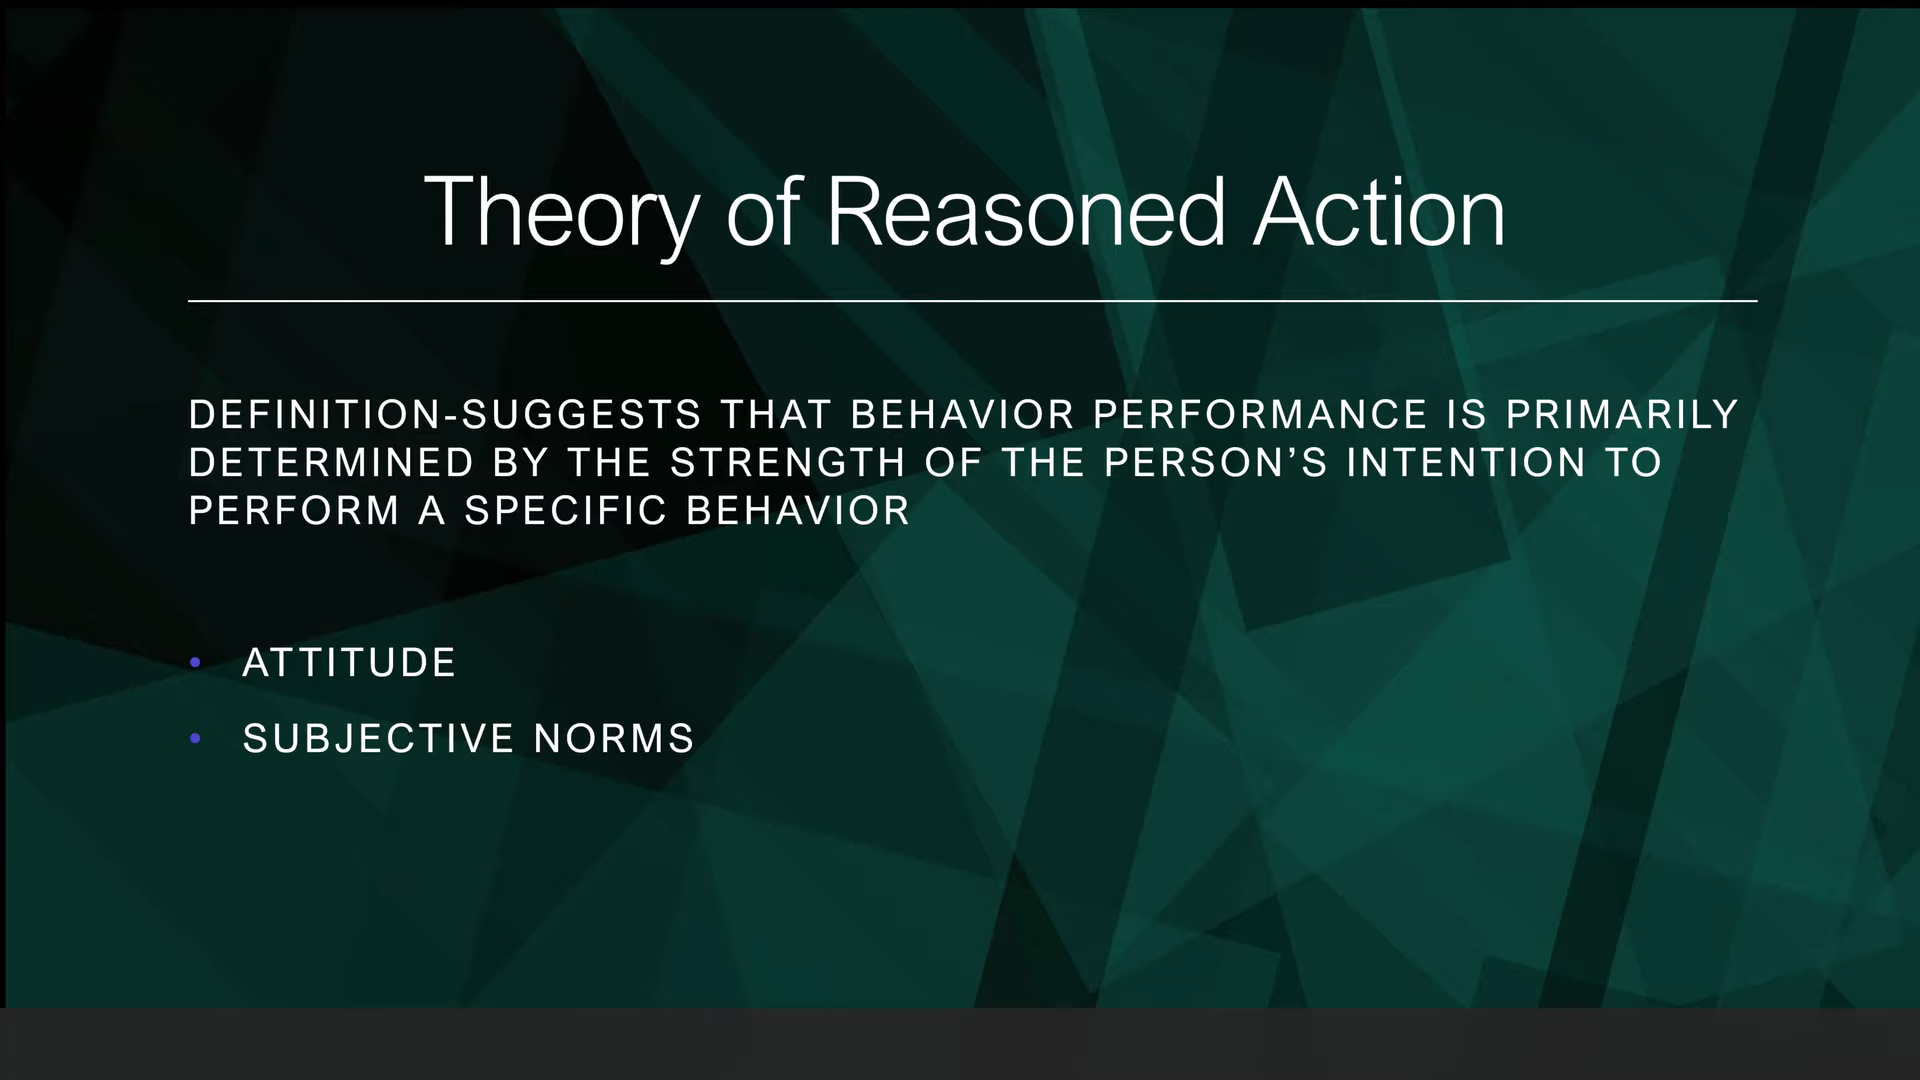 Theory of Reasoned Action
DEFINITION-SUGGESTS THAT BEHAVIOR PERFORMANCE IS PRIMARILY
DETERMINED BY THE STRENGTH OF THE PERSON’S INTENTION TO
PERFORM A SPECIFIC BEHAVIOR
• ATTITUDE
• SUBJECTIVE NORMS